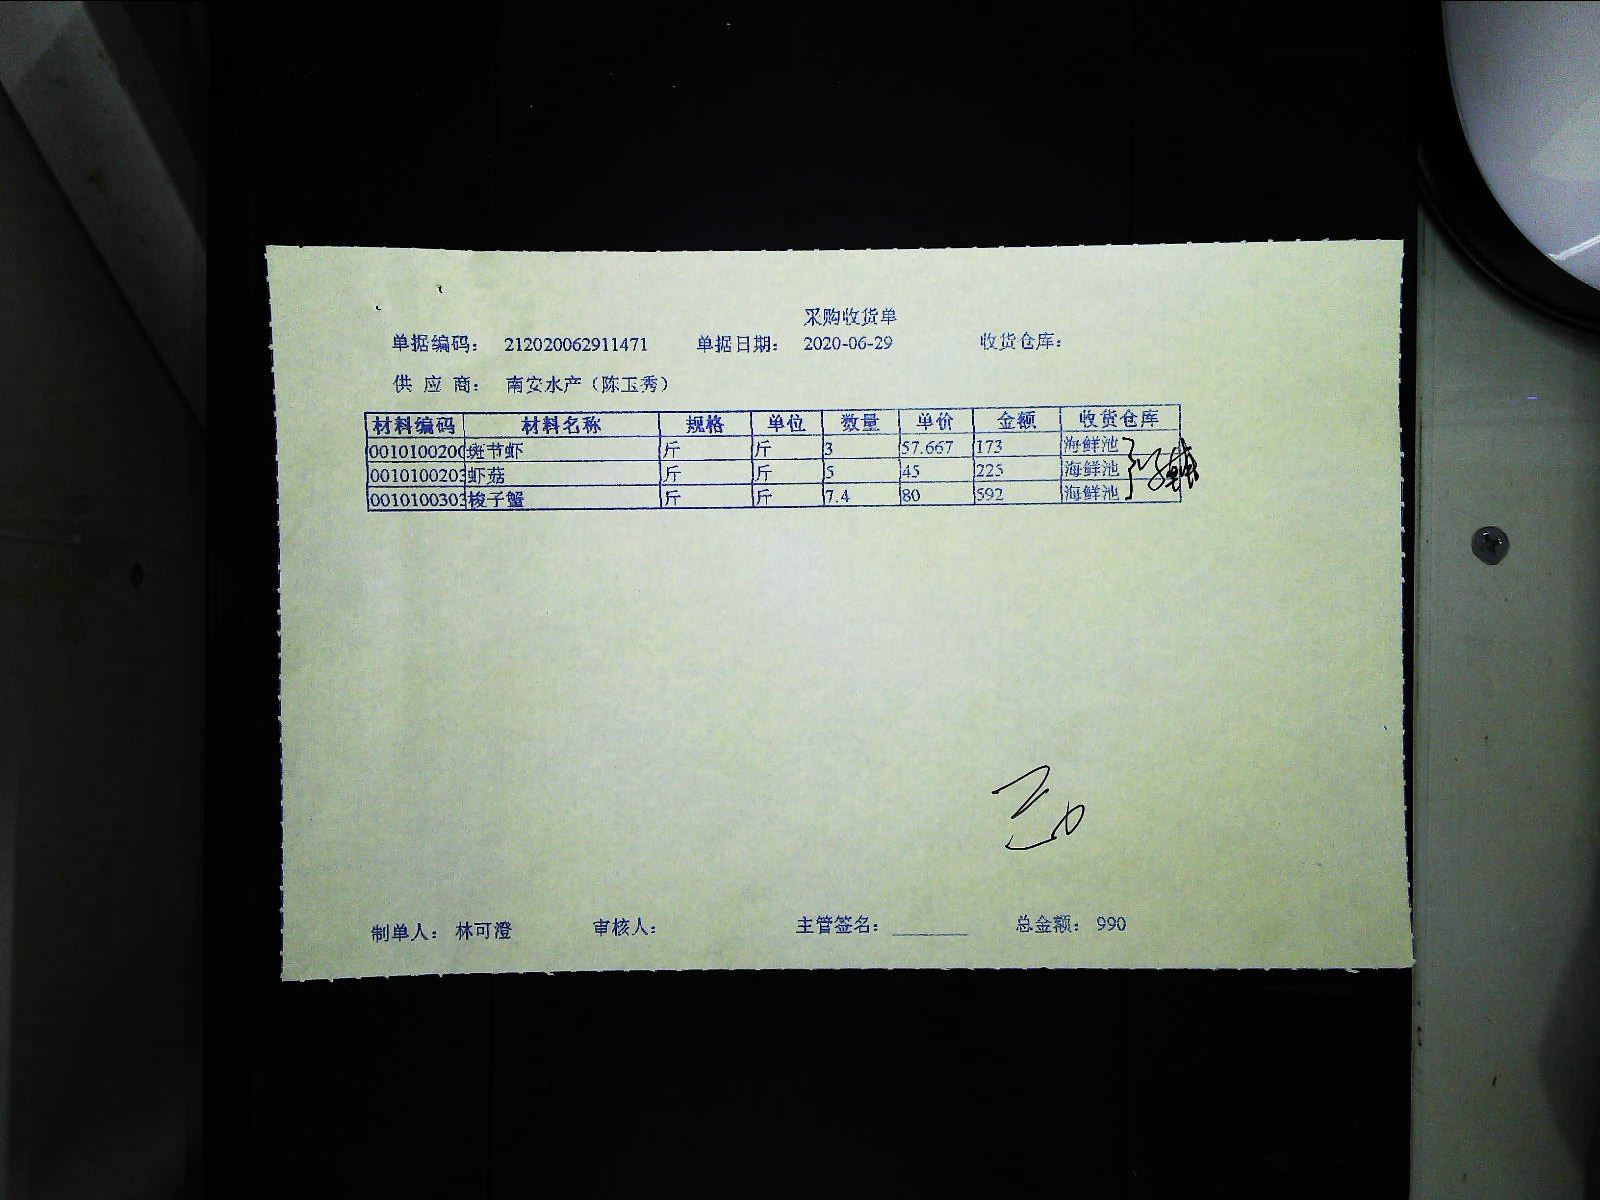 采购收货单
单据编码： 212020062911471 单据日期： 2020-06-29 收货仓库：
供 应 商： 南安水产（陈玉秀）
材料编码 材料名称 规格 单位 数量 单价 金额 收货仓库
0010100200 斑节虾 斤 斤 3 57.667 173 海鲜池
0010100203 虾菇 斤 斤 5 45 225 海鲜池
0010100303 梭子蟹 斤 斤 7.4 80 592 海鲜池
制单人： 林可澄 审核人： 主管签名： 总金额： 990